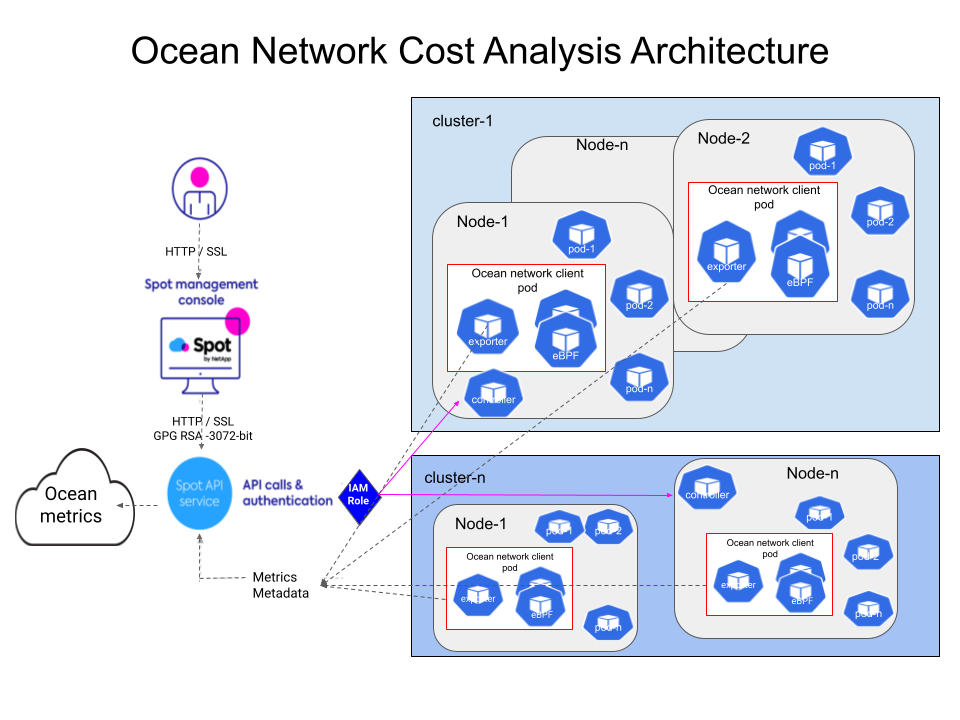 Ocean Network Cost Analysis Architecture
HTTP / SSL
Spot management
console
Spot
by NetApp
HTTP / SSL
GPG RSA -3072-bit
Spot API
service
API calls &
authentication
IAM
Role
Ocean
metrics
Metrics
Metadata
cluster-1
Node-n
Node-2
pod-1
Ocean network client
pod
exporter
eBPF
pod-2
pod-n
Node-1
pod-1
Ocean network client
pod
exporter
eBPF
pod-2
pod-n
controller
cluster-n
Node-1
pod-1
pod-2
Ocean network client
pod
exporter
eBPF
pod-n
Node-n
controller
pod-1
Ocean network client
pod
exporter
eBPF
pod-2
pod-n